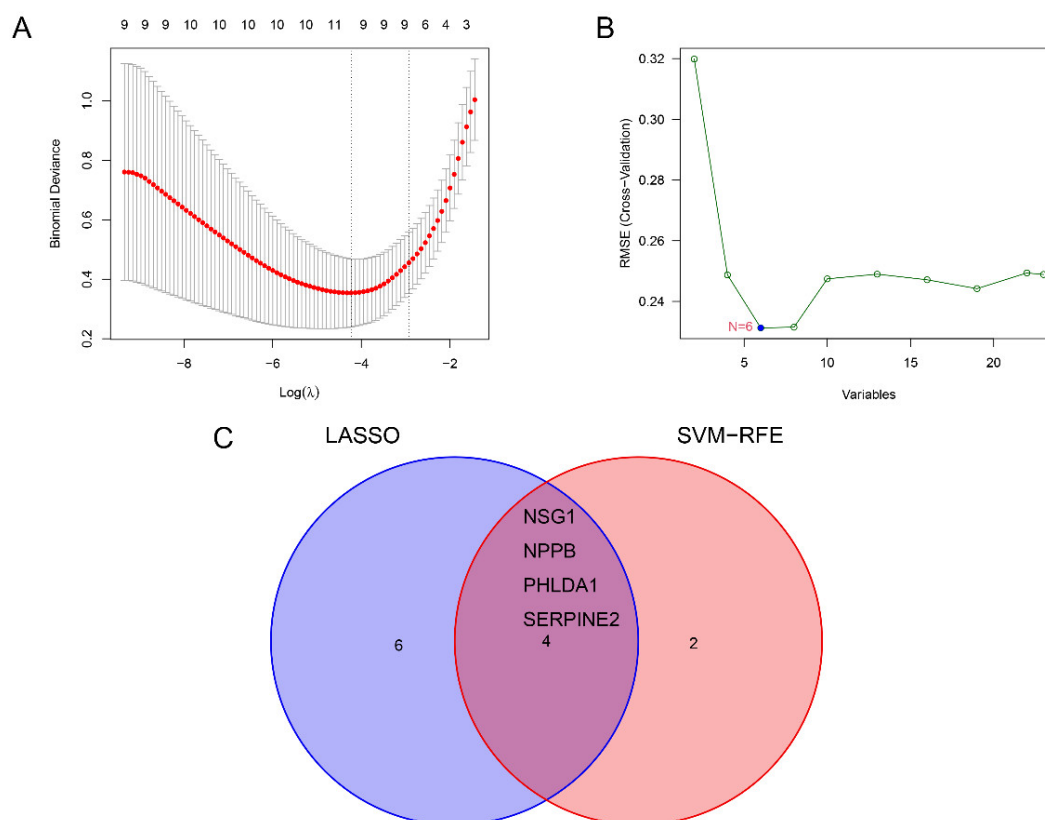 A
9 9 9 10 10 10 10 11 9 9 9 6 4 3
Binomial Deviance
1.0
0.8
0.6
0.4
0.2
−8 −6 −4 −2
Log(λ)
B
RMSE (Cross−Validation)
0.32
0.30
0.28
0.26
0.24
N=6
5 10 15 20
Variables
C
LASSO SVM−RFE
NSG1
NPPB
PHLDA1
SERPINE2
6 4 2